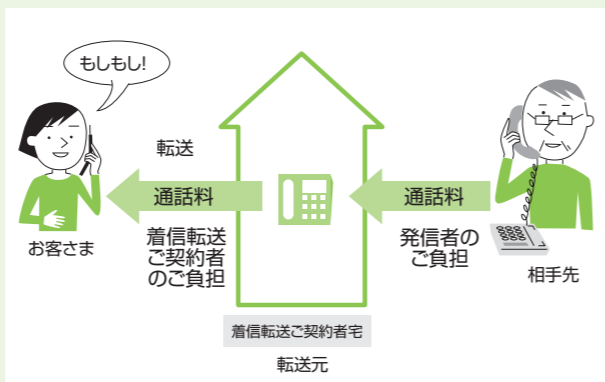 もしもし!
転送
通話料
着信転送
ご契約者
のご負担
お客さま
通話料
発信者の
ご負担
相手先
着信転送ご契約者宅
転送元